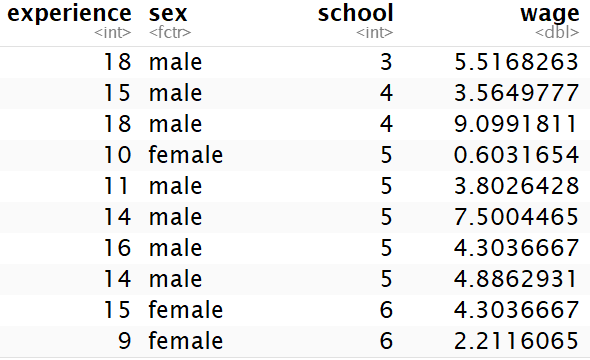 experience sex school wage
<int> <fctr> <int> <dbl>
18 male 3 5.5168263
15 male 4 3.5649777
18 male 4 9.0991811
10 female 5 0.6031654
11 male 5 3.8026428
14 male 5 7.5004465
16 male 5 4.3036667
14 male 5 4.8862931
15 female 6 4.3036667
9 female 6 2.2116065